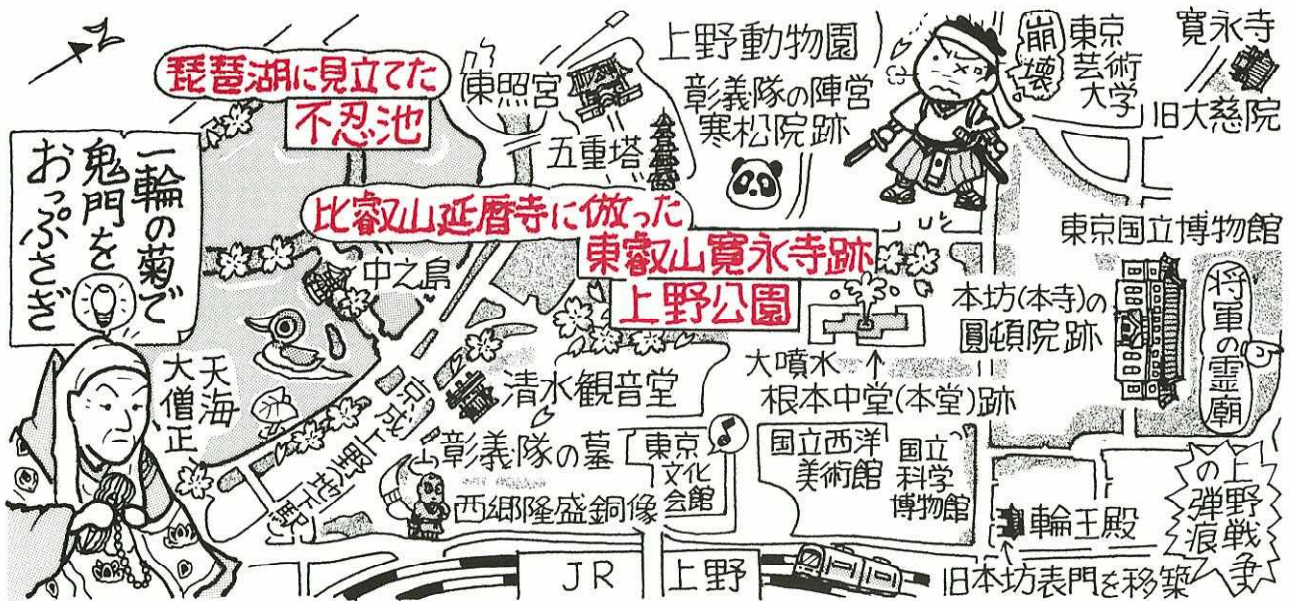 琵琶湖に見立てた
不忍池
東照宮
五重塔
上野動物園
彰義隊の陣営
寒松院跡
崩壊
東京
芸術
大学
寛永寺
旧大慈院
一輪の菊で
鬼門を
おっぷさぎ
比叡山延暦寺に倣った
東叡山寛永寺跡
上野公園
中之島
東京国立博物館
本坊(本寺)の
圓頓院跡
将軍の霊廟
天海
大僧正
清水観音堂
大噴水
根本中堂(本堂)跡
京成上野地下駅
彰義隊の墓
西郷隆盛銅像
東京
文化
会館
国立西洋
美術館
国立
科学
博物館
輪王殿
上野戦争
の弾痕
旧本坊表門を移築
JR
上野